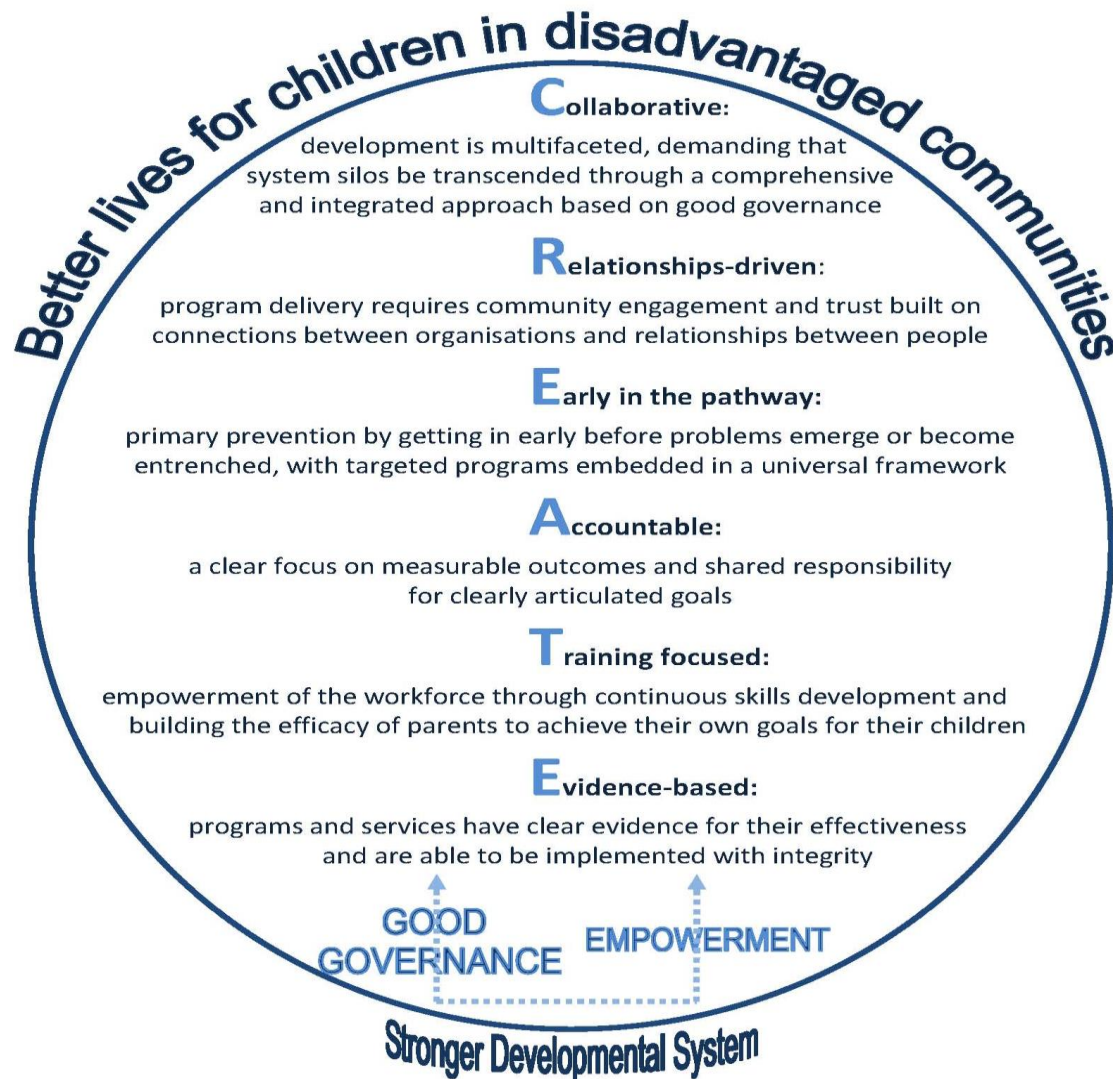 Better lives for children in disadvantaged communities
Collaborative:
development is multifaceted, demanding that
system silos be transcended through a comprehensive
and integrated approach based on good governance
Relationships-driven:
program delivery requires community engagement and trust built on
connections between organisations and relationships between people
Early in the pathway:
primary prevention by getting in early before problems emerge or become
entrenched, with targeted programs embedded in a universal framework
Accountable:
a clear focus on measurable outcomes and shared responsibility
for clearly articulated goals
Training focused:
empowerment of the workforce through continuous skills development and
building the efficacy of parents to achieve their own goals for their children
Evidence-based:
programs and services have clear evidence for their effectiveness
and are able to be implemented with integrity
GOOD
GOVERNANCE
EMPOWERMENT
Stronger Developmental System